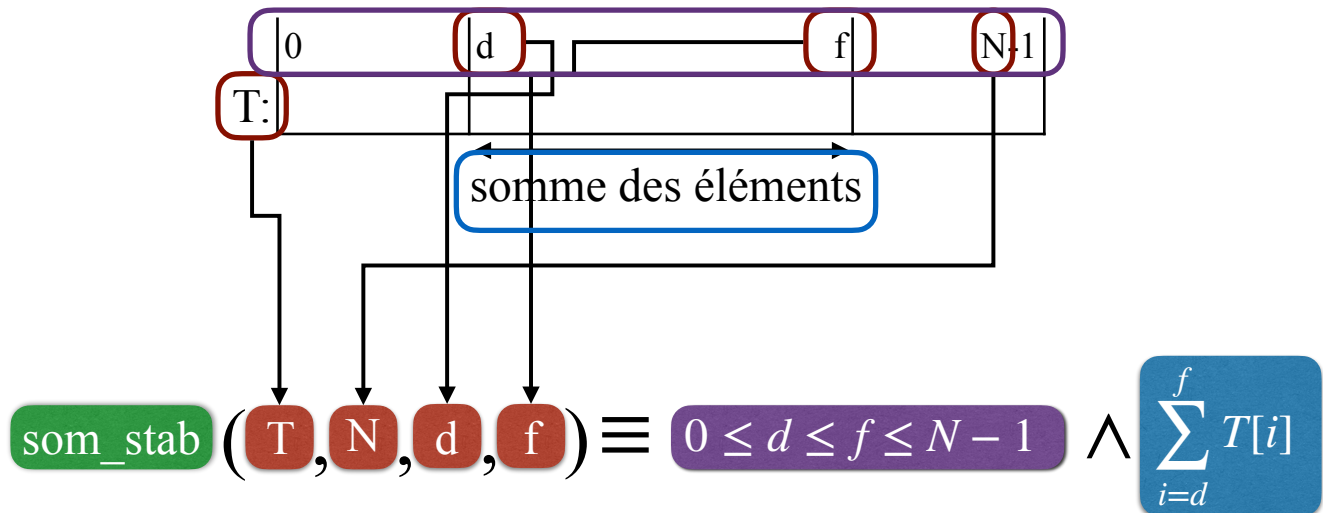 0 d f N-1
T:
somme des éléments
som_stab (T,N,d,f) ≡ 0 ≤ d ≤ f ≤ N − 1 ∧ ∑_{i=d}^{f} T[i]